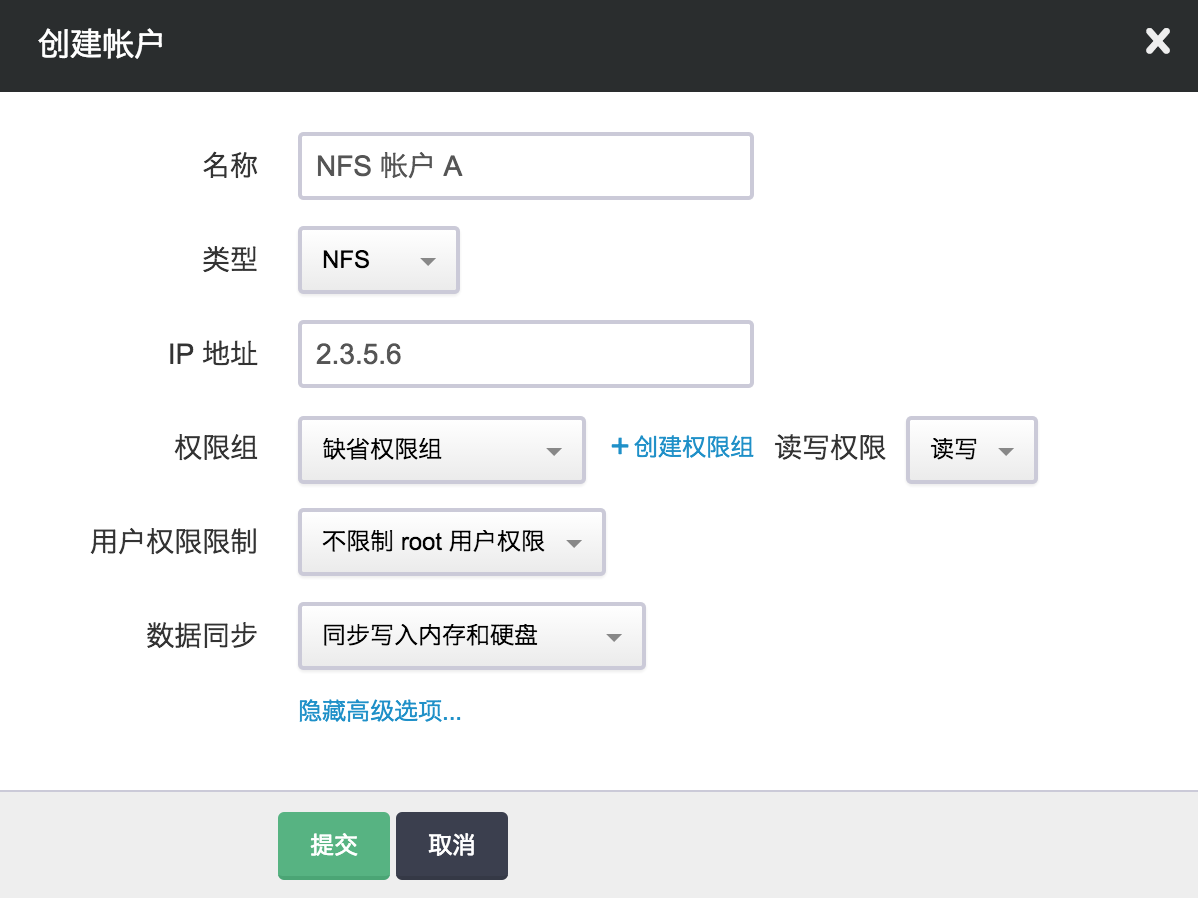 创建帐户
名称 NFS 帐户 A
类型 NFS
IP 地址 2.3.5.6
权限组 缺省权限组 +创建权限组 读写权限 读写
用户权限限制 不限制 root 用户权限
数据同步 同步写入内存和硬盘
隐藏高级选项...
提交 取消